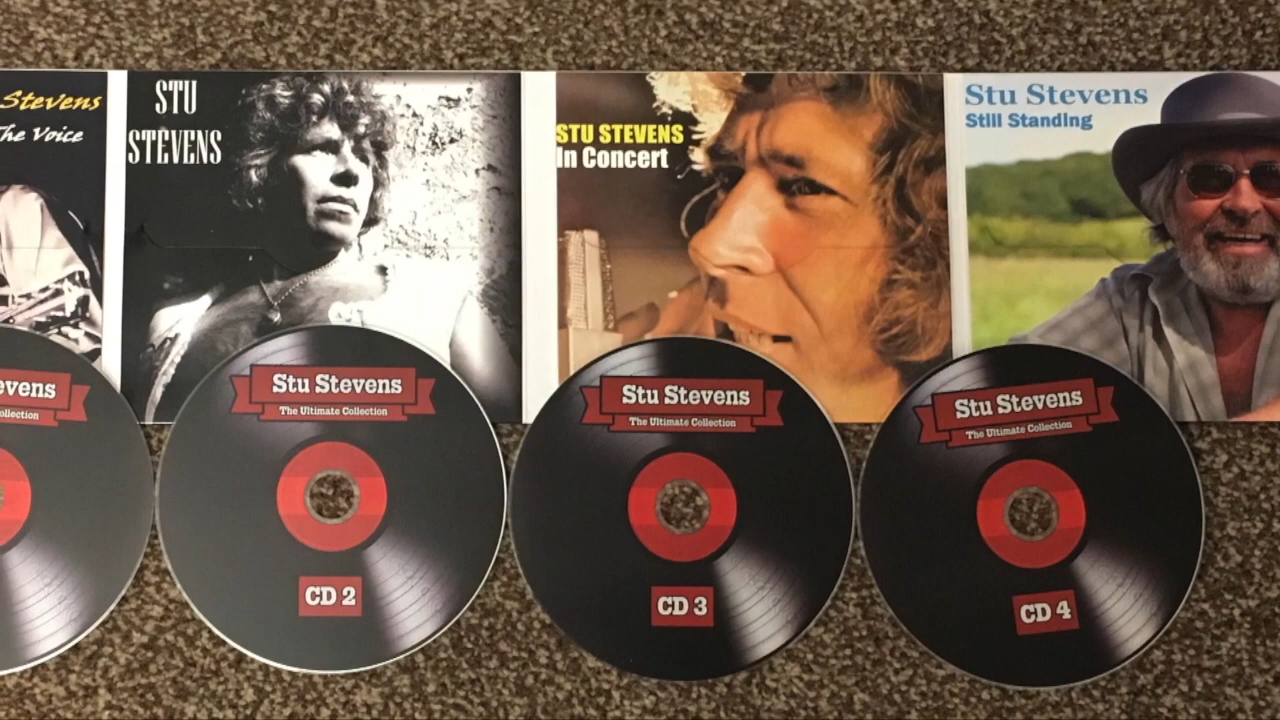 Stevens
The Voice
STU
STEVENS
STU STEVENS
In Concert
Stu Stevens
Still Standing
evens
ollection
Stu Stevens
The Ultimate Collection
CD 2
Stu Stevens
The Ultimate Collection
CD 3
Stu Stevens
The Ultimate Collection
CD 4